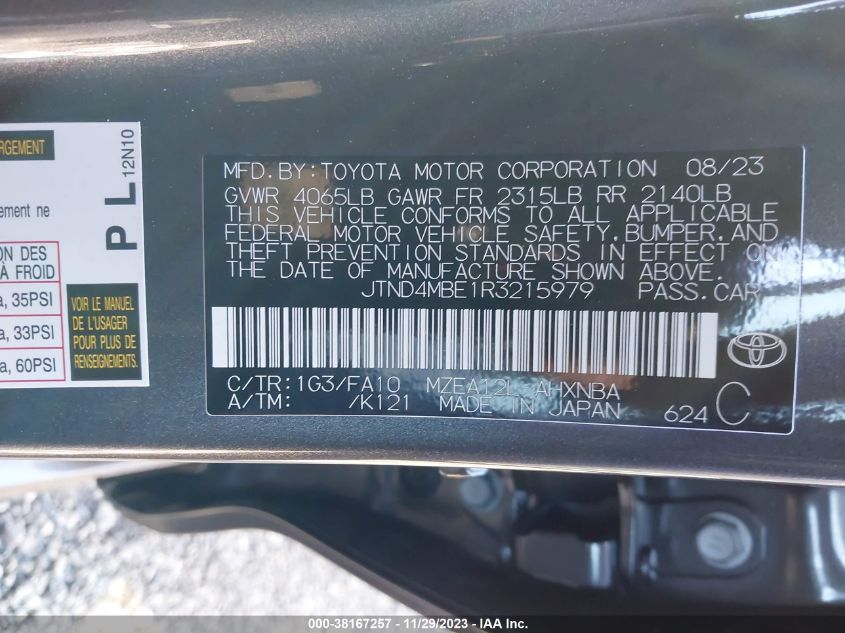 ARGEMENT
ement ne
ION DES
À FROID
a, 35PSI
a, 33PSI
a, 60PSI
PL
12N10
VOIR LE MANUEL
DE L'USAGER
POUR PLUS DE
RENSEIGNEMENTS
MFD.BY:TOYOTA MOTOR CORPORATION 08/23
GVWR 4065LB GAWR FR 2315LB RR 2140LB
THIS VEHICLE CONFORMS TO ALL APPLICABLE
FEDERAL MOTOR VEHICLE SAFETY,BUMPER,AND
THEFT PREVENTION STANDARDS IN EFFECT ON
THE DATE OF MANUFACTURE SHOWN ABOVE.
JTND4MBE1R3215979 PASS.CAR
C/TR:1G3/FA10 MZEA12L-AHXNBA
A/TM: /K121 MADE IN JAPAN 624 C
000-38167257 - 11/29/2023 - IAA Inc.